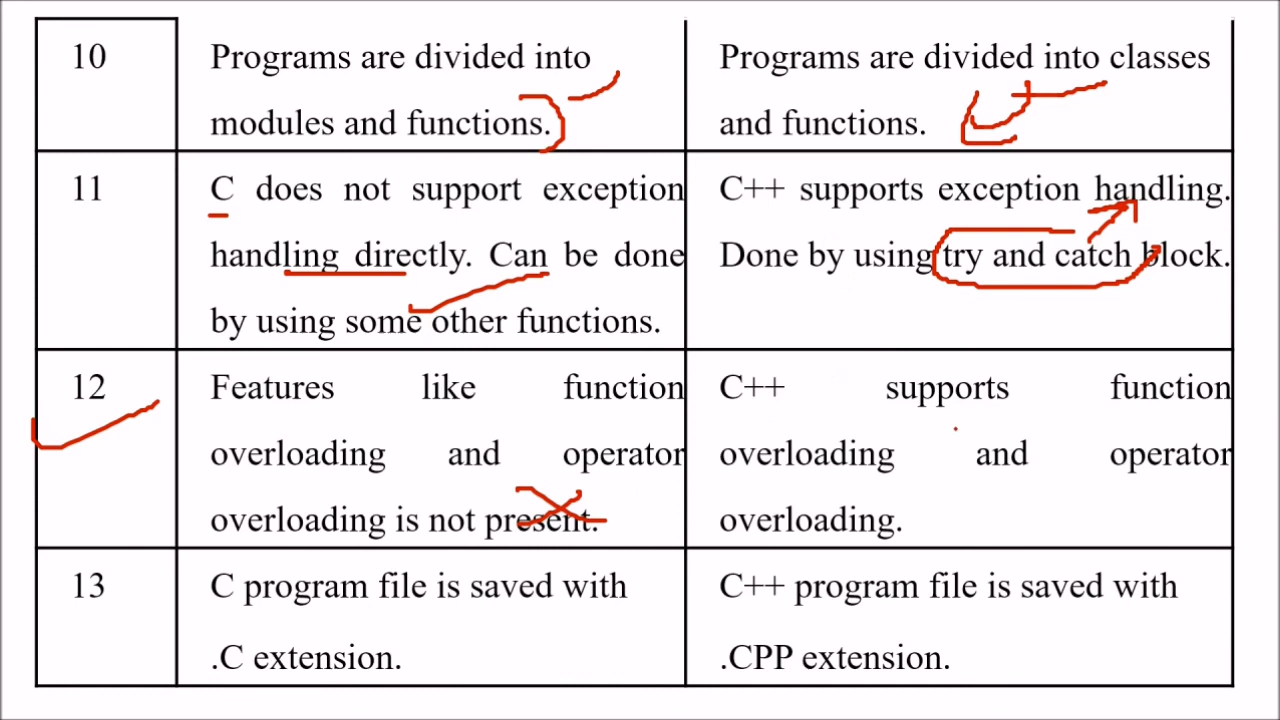 10
Programs are divided into
modules and functions.
Programs are divided into classes
and functions.
11
C does not support exception
handling directly. Can be done
by using some other functions.
C++ supports exception handling.
Done by using try and catch block.
12
Features like function
overloading and operator
overloading is not present.
C++ supports function
overloading and operator
overloading.
13
C program file is saved with
.C extension.
C++ program file is saved with
.CPP extension.